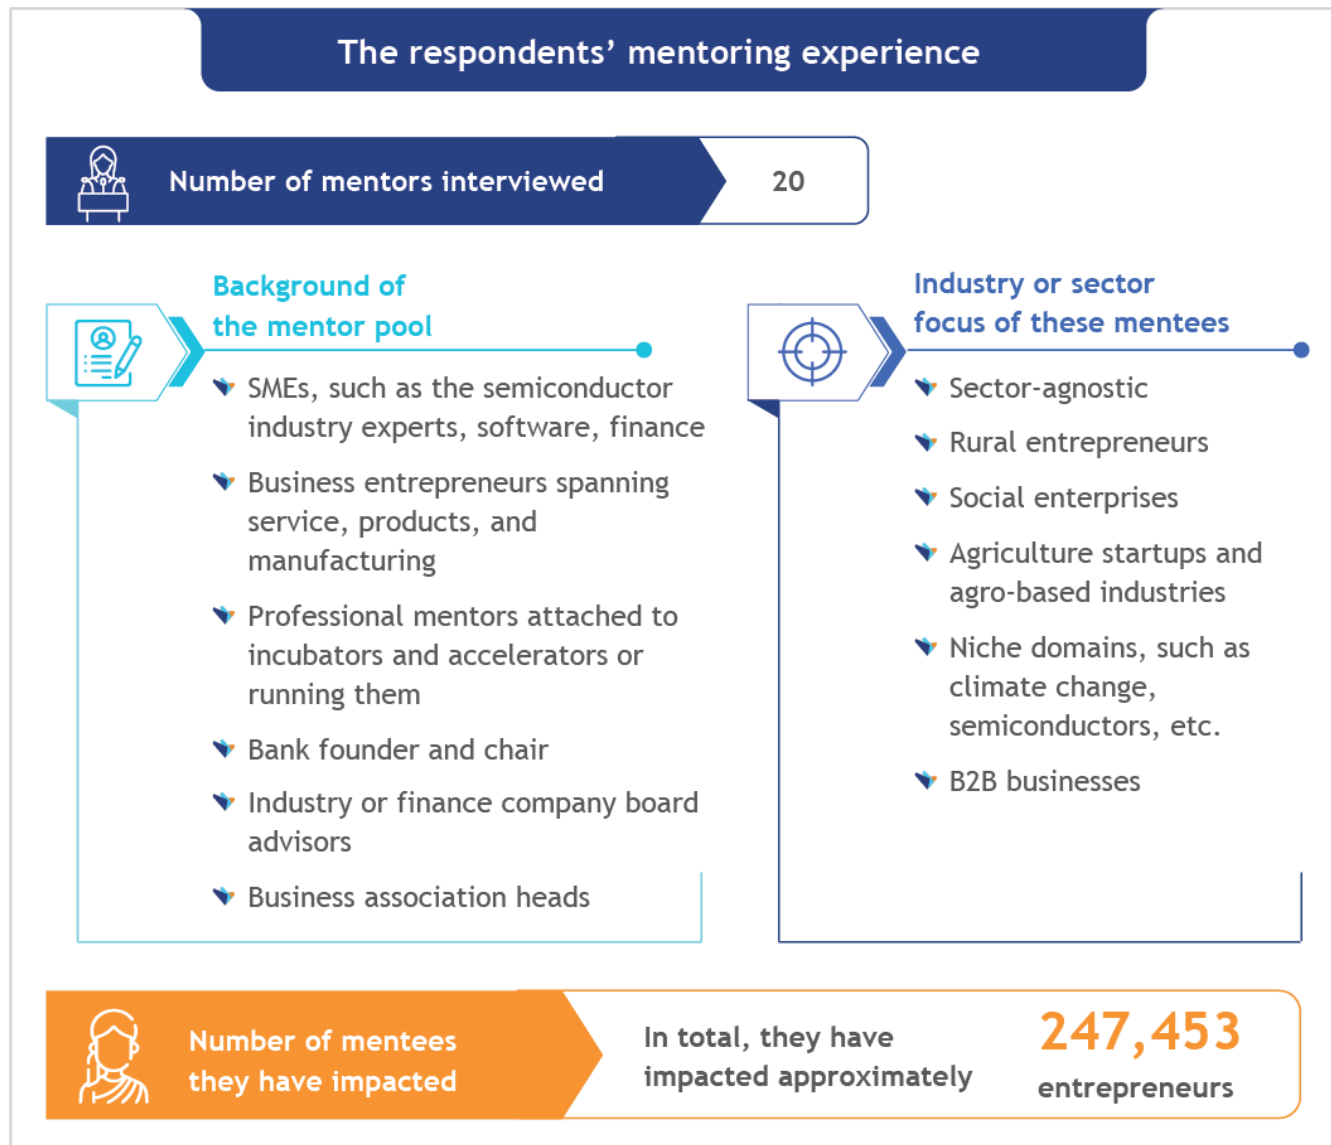 The respondents’ mentoring experience
Number of mentors interviewed
20
Background of
the mentor pool
SMEs, such as the semiconductor
industry experts, software, finance
Business entrepreneurs spanning
service, products, and
manufacturing
Professional mentors attached to
incubators and accelerators or
running them
Bank founder and chair
Industry or finance company board
advisors
Business association heads
Industry or sector
focus of these mentees
Sector-agnostic
Rural entrepreneurs
Social enterprises
Agriculture startups and
agro-based industries
Niche domains, such as
climate change,
semiconductors, etc.
B2B businesses
Number of mentees
they have impacted
In total, they have
impacted approximately
247,453
entrepreneurs